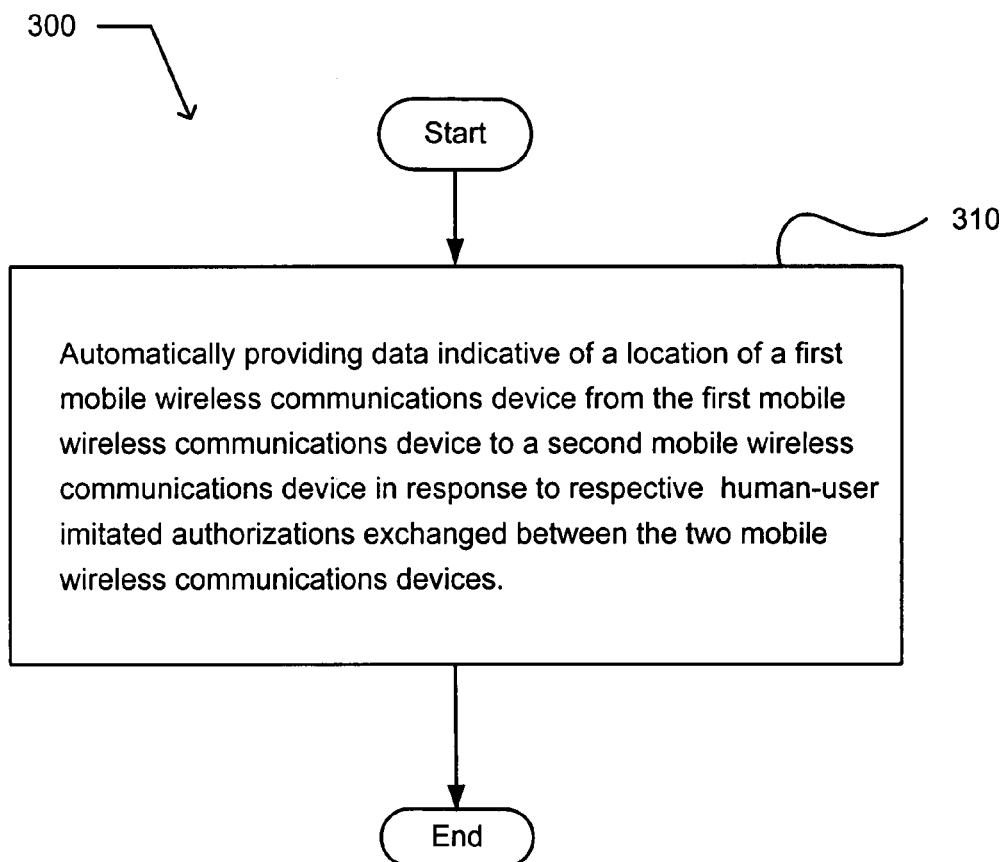 300
Start
310
Automatically providing data indicative of a location of a first
mobile wireless communications device from the first mobile
wireless communications device to a second mobile wireless
communications device in response to respective human-user
imitated authorizations exchanged between the two mobile
wireless communications devices.
End